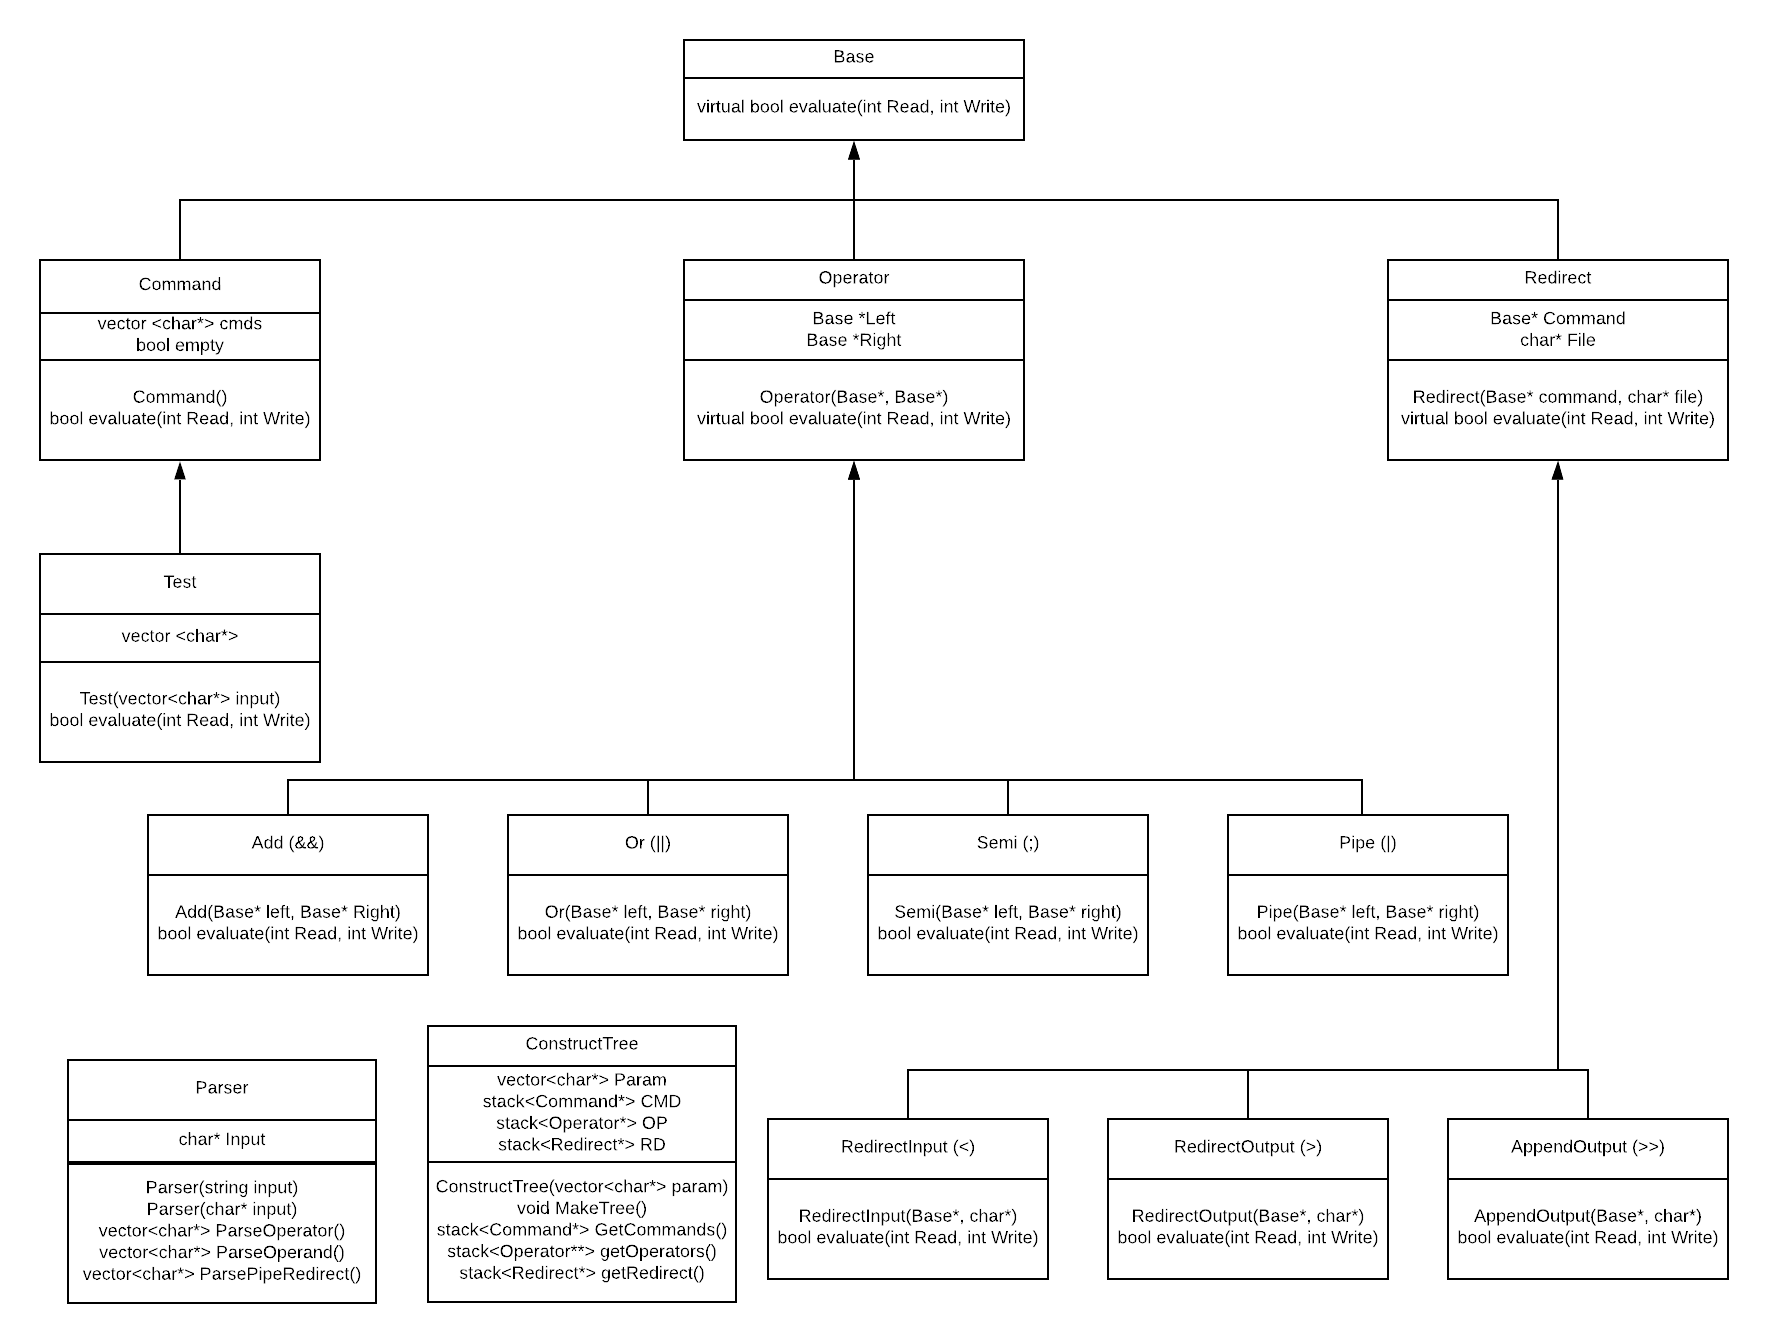 Base
virtual bool evaluate(int Read, int Write)
Command
vector <char*> cmds
bool empty
Command()
bool evaluate(int Read, int Write)
Operator
Base *Left
Base *Right
Operator(Base*, Base*)
virtual bool evaluate(int Read, int Write)
Redirect
Base* Command
char* File
Redirect(Base* command, char* file)
virtual bool evaluate(int Read, int Write)
Test
vector <char*>
Test(vector<char*> input)
bool evaluate(int Read, int Write)
Add (&&)
Add(Base* left, Base* Right)
bool evaluate(int Read, int Write)
Or (||)
Or(Base* left, Base* right)
bool evaluate(int Read, int Write)
Semi (;)
Semi(Base* left, Base* right)
bool evaluate(int Read, int Write)
Pipe (|)
Pipe(Base* left, Base* right)
bool evaluate(int Read, int Write)
Parser
char* Input
Parser(string input)
Parser(char* input)
vector<char*> ParseOperator()
vector<char*> ParseOperand()
vector<char*> ParsePipeRedirect()
ConstructTree
vector<char*> Param
stack<Command*> CMD
stack<Operator*> OP
stack<Redirect*> RD
ConstructTree(vector<char*> param)
void MakeTree()
stack<Command*> GetCommands()
stack<Operator**> getOperators()
stack<Redirect*> getRedirect()
RedirectInput (<)
RedirectInput(Base*, char*)
bool evaluate(int Read, int Write)
RedirectOutput (>)
RedirectOutput(Base*, char*)
bool evaluate(int Read, int Write)
AppendOutput (>>)
AppendOutput(Base*, char*)
bool evaluate(int Read, int Write)